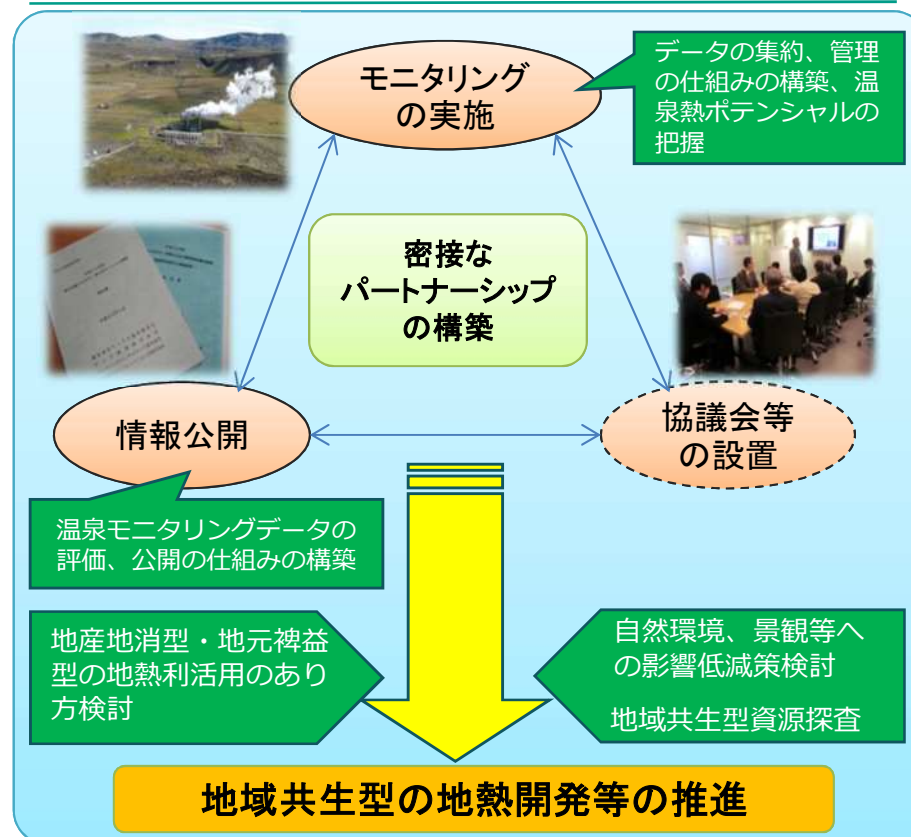 モニタリング
の実施
データの集約、管理
の仕組みの構築、温
泉熱ポテンシャルの
把握
密接な
パートナーシップ
の構築
情報公開
協議会等
の設置
温泉モニタリングデータの
評価、公開の仕組みの構築
地産地消型・地元裨益
型の地熱利活用のあり
方検討
自然環境、景観等へ
の影響低減策検討
地域共生型資源探査
地域共生型の地熱開発等の推進